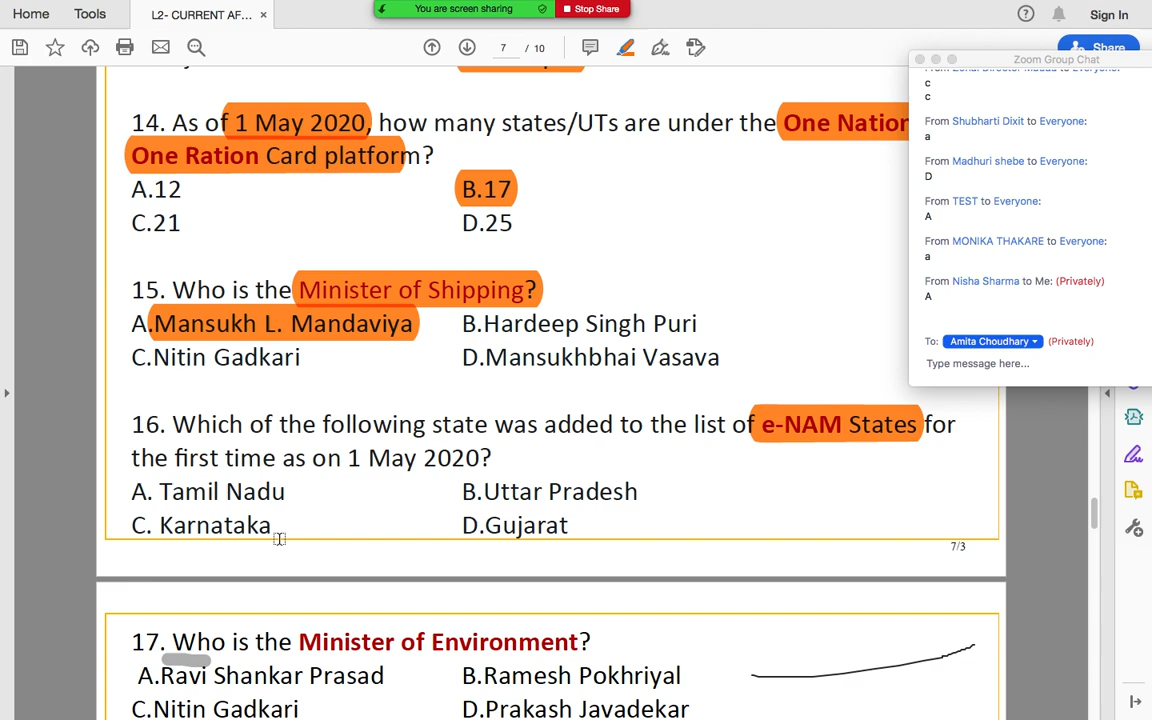 Home Tools L2- CURRENT AF... × You are screen sharing Stop Share Sign In
7 / 10 Share
Zoom Group Chat
14. As of 1 May 2020, how many states/UTs are under the One Nation
One Ration Card platform?
A.12 B.17
C.21 D.25
15. Who is the Minister of Shipping?
A.Mansukh L. Mandaviya B.Hardeep Singh Puri
C.Nitin Gadkari D.Mansukhbhai Vasava
16. Which of the following state was added to the list of e-NAM States for
the first time as on 1 May 2020?
A. Tamil Nadu B.Uttar Pradesh
C. Karnataka D.Gujarat
7/3
17. Who is the Minister of Environment?
A.Ravi Shankar Prasad B.Ramesh Pokhriyal
C.Nitin Gadkari D.Prakash Javadekar
c
c
From Shubharti Dixit to Everyone:
a
From Madhuri shebe to Everyone:
D
From TEST to Everyone:
A
From MONIKA THAKARE to Everyone:
a
From Nisha Sharma to Me: (Privately)
A
To: Amita Choudhary (Privately)
Type message here...